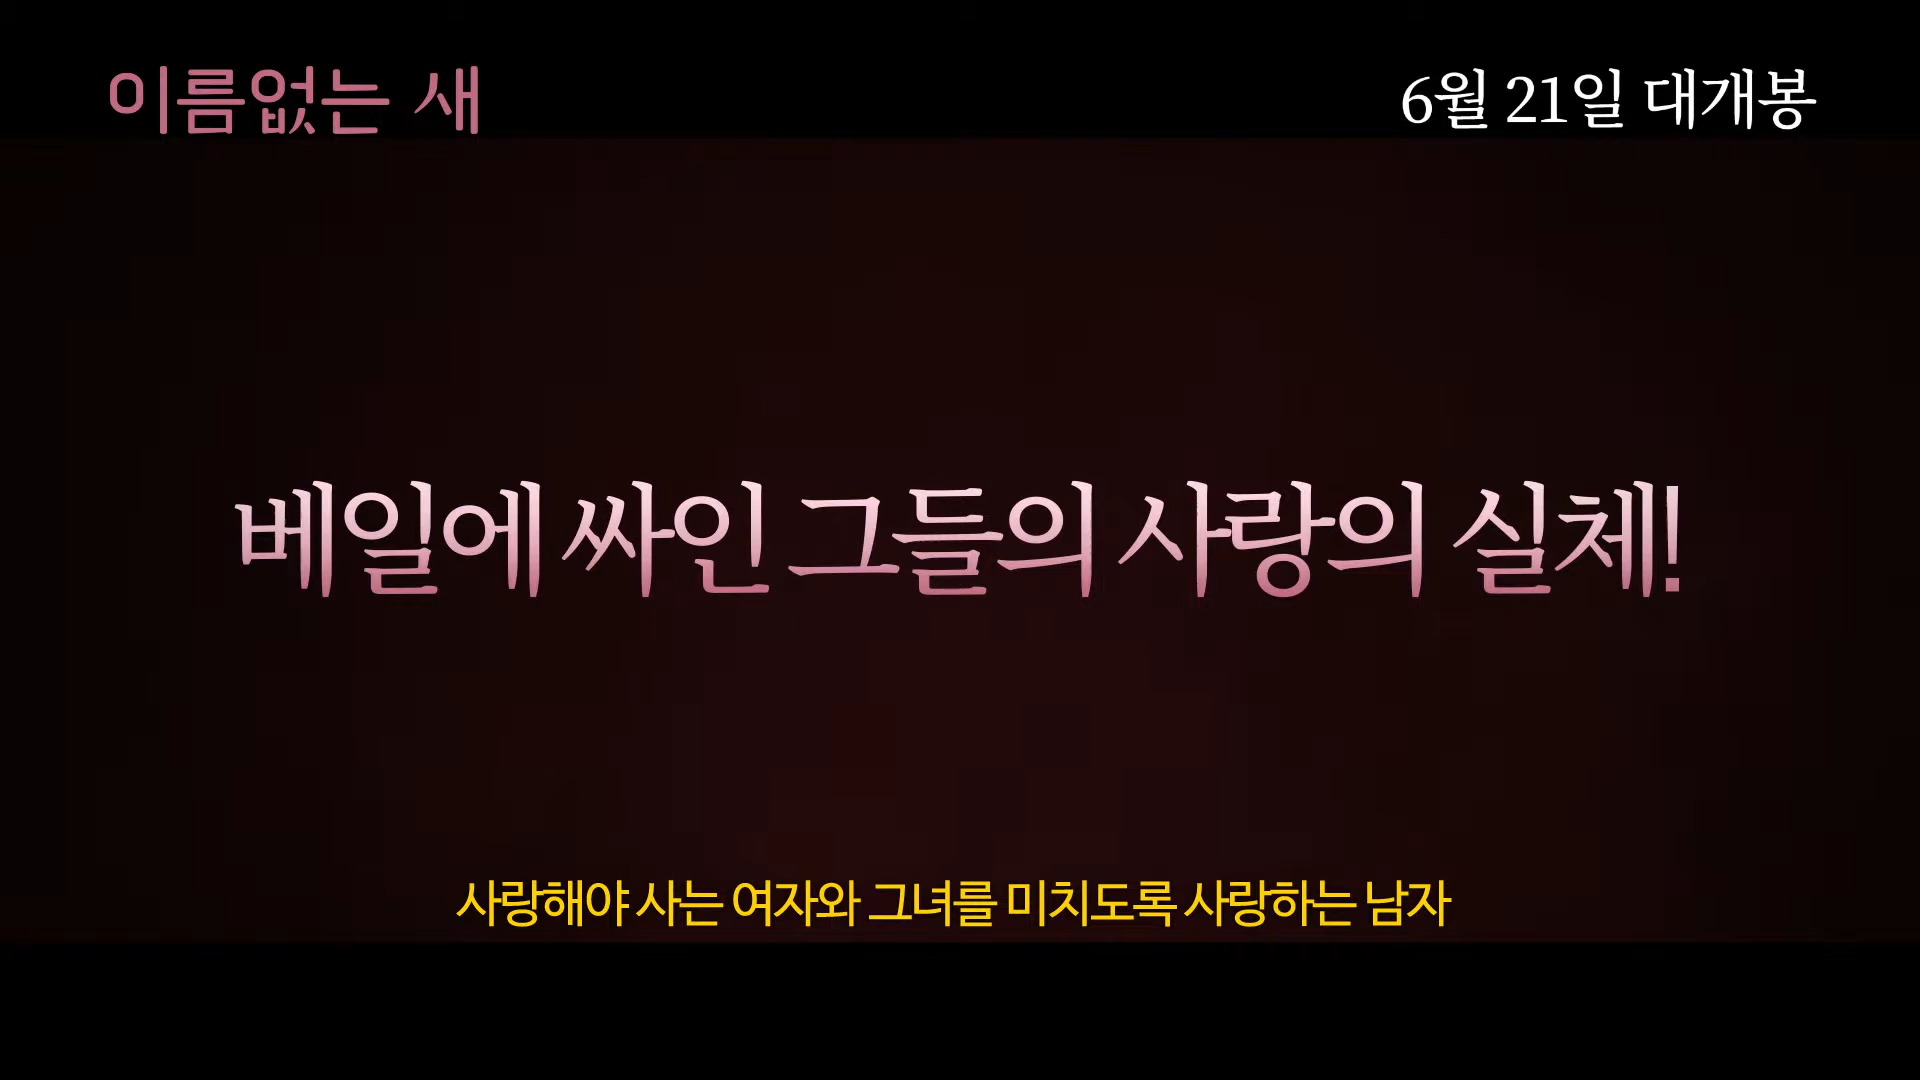 이름없는 새
6월 21일 대개봉
베일에 싸인 그들의 사랑의 실체!
사랑해야 사는 여자와 그녀를 미치도록 사랑하는 남자